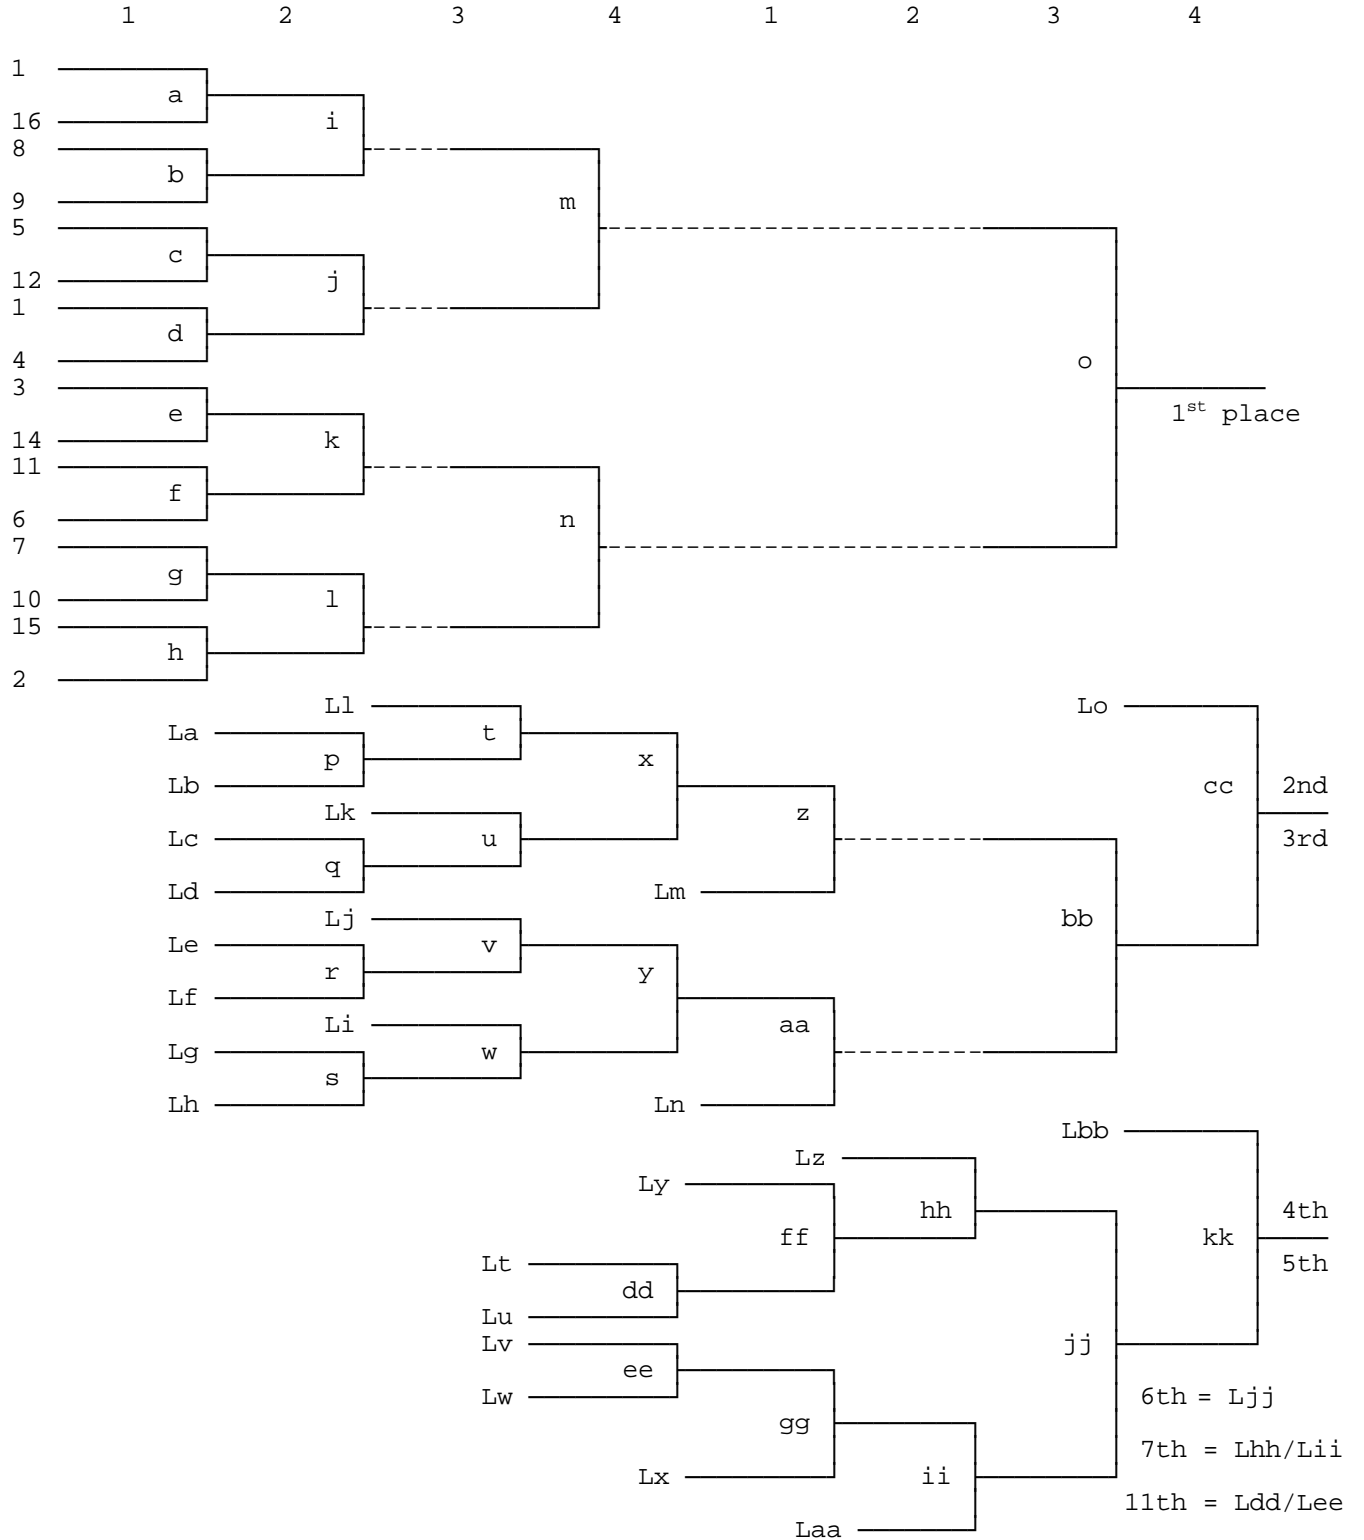 1 2 3 4 1 2 3 4
1
a
16 i
8
b
9 m
5
c
12 j
1
d
4 o
3
e 1st place
14 k
11
f
6 n
7
g
10 l
15
h
2
Ll Lo
La t
p x
Lb cc 2nd
Lk z
Lc u 3rd
q
Ld Lm
Lj bb
Le v
r y
Lf
Li aa
Lg w
s
Lh Ln
Lbb
Lz
Ly
hh 4th
ff kk
Lt 5th
dd
Lu
Lv jj
ee
Lw 6th = Ljj
gg
7th = Lhh/Lii
Lx ii
11th = Ldd/Lee
Laa